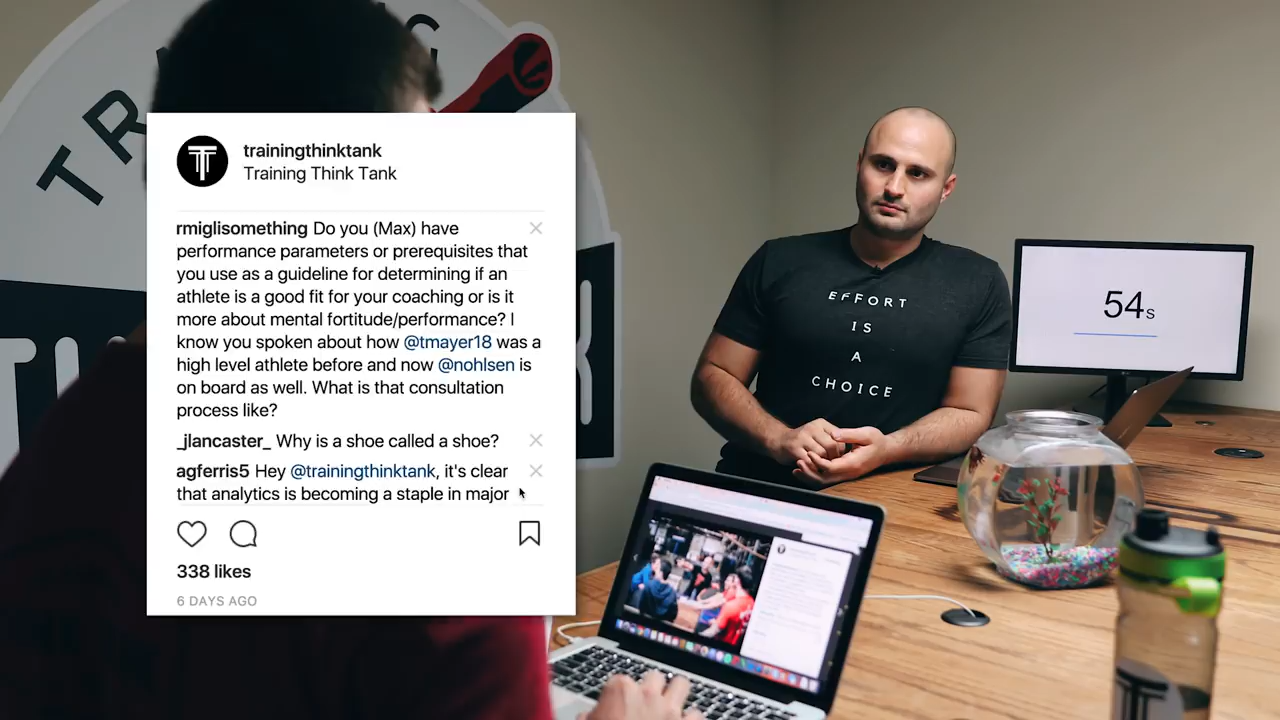 TR
trainingthinktank
Training Think Tank
rmiglisomething Do you (Max) have
performance parameters or prerequisites that
you use as a guideline for determining if an
athlete is a good fit for your coaching or is it
more about mental fortitude/performance? I
know you spoken about how @tmayer18 was a
high level athlete before and now @nohlsen is
on board as well. What is that consultation
process like?
_jlancaster_ Why is a shoe called a shoe?
agferris5 Hey @trainingthinktank, it's clear
that analytics is becoming a staple in major
338 likes
6 DAYS AGO
EFFORT
IS
A
CHOICE
54s